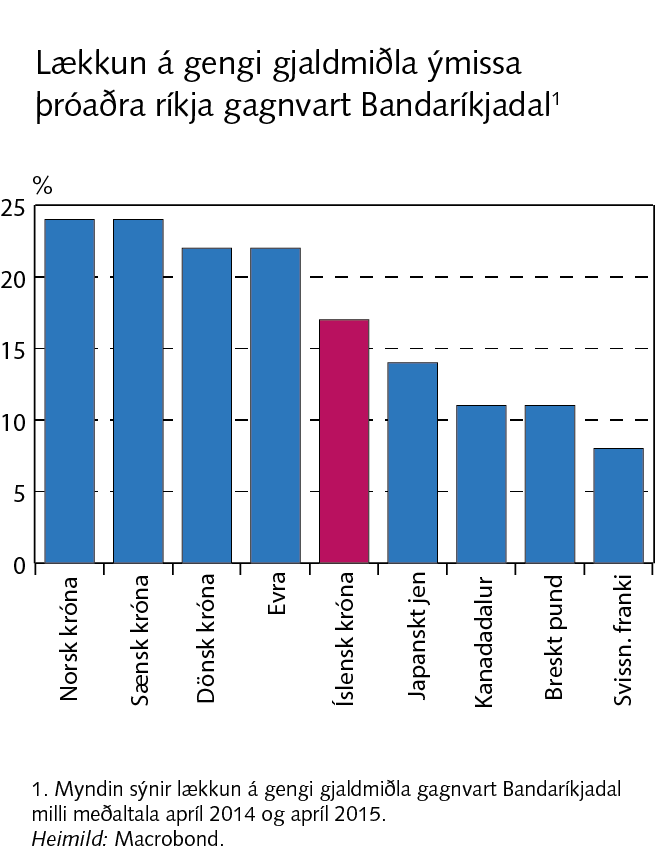 Lækkun á gengi gjaldmiðla ýmissa
þróaðra ríkja gagnvart Bandaríkjadal¹
%
25
20
15
10
5
0
Norsk króna
Sænsk króna
Dönsk króna
Evra
Íslensk króna
Japanskt jen
Kanadadalur
Breskt pund
Svissn. franki
1. Myndin sýnir lækkun á gengi gjaldmiðla gagnvart Bandaríkjadal
milli meðaltala apríl 2014 og apríl 2015.
Heimild: Macrobond.